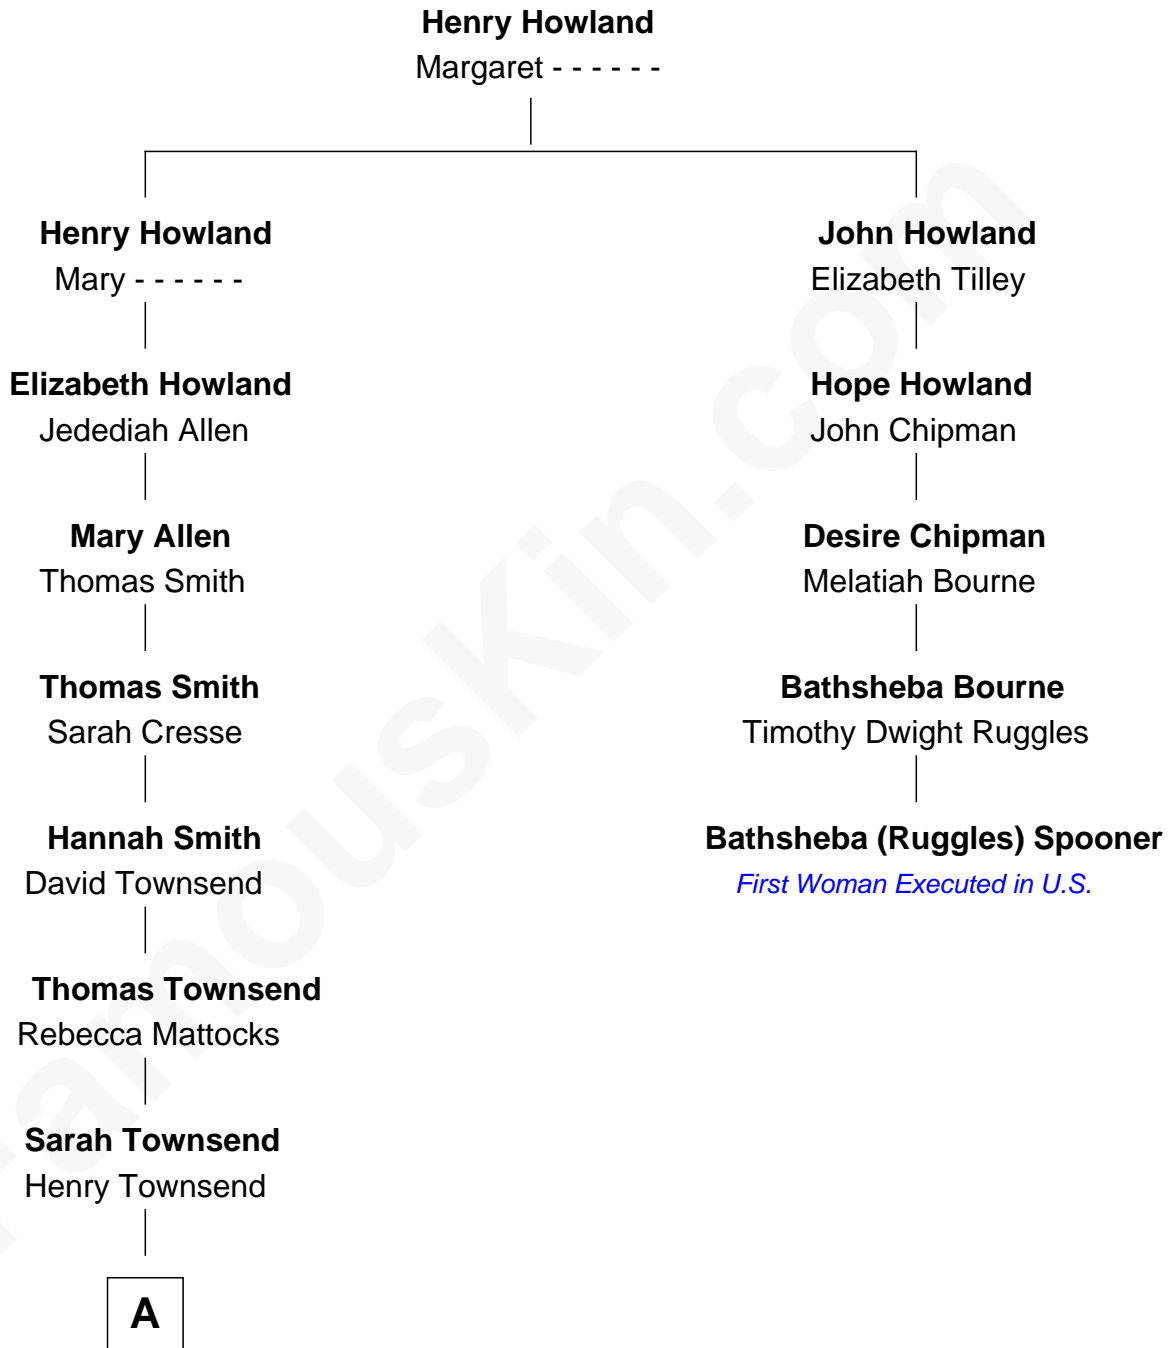 Henry Howland
Margaret - - - - - -
Henry Howland
Mary - - - - - -
Elizabeth Howland
Jedediah Allen
Mary Allen
Thomas Smith
Thomas Smith
Sarah Cresse
Hannah Smith
David Townsend
Thomas Townsend
Rebecca Mattocks
Sarah Townsend
Henry Townsend
A
John Howland
Elizabeth Tilley
Hope Howland
John Chipman
Desire Chipman
Melatiah Bourne
Bathsheba Bourne
Timothy Dwight Ruggles
Bathsheba (Ruggles) Spooner
First Woman Executed in U.S.
FamousKin.com